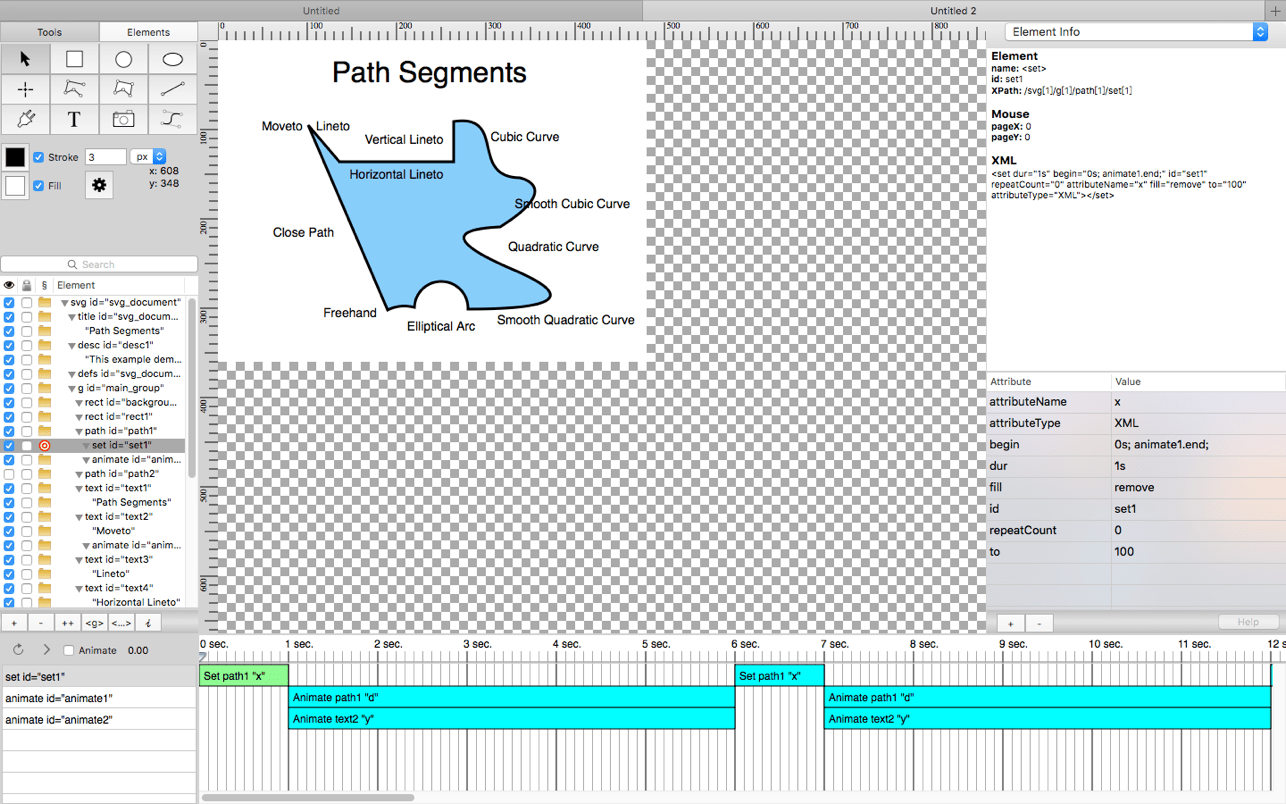 Untitled
Untitled 2
+
Tools
Elements
T
Stroke
3
px
Fill
x: 608
y: 348
Search
§ Element
svg id="svg_document"
title id="svg_docum...
"Path Segments"
desc id="desc1"
"This example dem...
defs id="svg_docum...
g id="main_group"
rect id="backgrou...
rect id="rect1"
path id="path1"
set id="set1"
animate id="anim...
path id="path2"
text id="text1"
"Path Segments"
text id="text2"
"Moveto"
animate id="anim...
text id="text3"
"Lineto"
text id="text4"
"Horizontal Lineto"
+ - ++ <g> <...> i
0 100 200 300 400 500 600 700 800
0
100
200
300
400
500
600
Path Segments
Moveto
Lineto
Vertical Lineto
Cubic Curve
Horizontal Lineto
Smooth Cubic Curve
Close Path
Quadratic Curve
Freehand
Elliptical Arc
Smooth Quadratic Curve
Element Info
Element
name: <set>
id: set1
XPath: /svg[1]/g[1]/path[1]/set[1]
Mouse
pageX: 0
pageY: 0
XML
<set dur="1s" begin="0s; animate1.end;" id="set1"
repeatCount="0" attributeName="x" fill="remove" to="100"
attributeType="XML"></set>
Attribute Value
attributeName x
attributeType XML
begin 0s; animate1.end;
dur 1s
fill remove
id set1
repeatCount 0
to 100
+ -
Help
Animate 0.00
0 sec. 1 sec. 2 sec. 3 sec. 4 sec. 5 sec. 6 sec. 7 sec. 8 sec. 9 sec. 10 sec. 11 sec. 12 s
set id="set1"
Set path1 "x"
Set path1 "x"
animate id="animate1"
Animate path1 "d"
Animate path1 "d"
animate id="animate2"
Animate text2 "y"
Animate text2 "y"